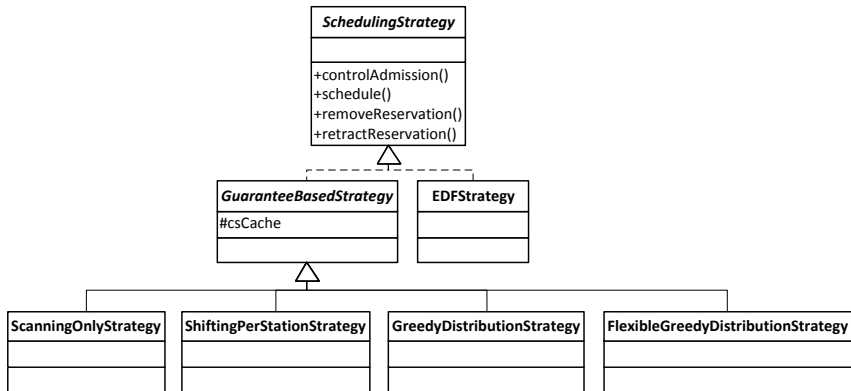 SchedulingStrategy
+controlAdmission()
+schedule()
+removeReservation()
+retractReservation()
GuaranteeBasedStrategy
#csCache
EDFStrategy
ScanningOnlyStrategy
ShiftingPerStationStrategy
GreedyDistributionStrategy
FlexibleGreedyDistributionStrategy